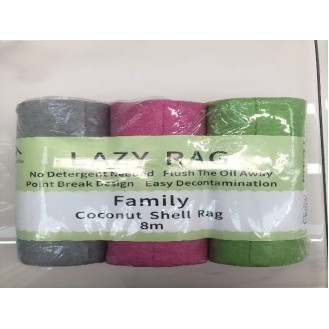 LAZY RAG
No Detergent Needed Flush The Oil Away
Point Break Design Easy Decontamination
Family
Coconut Shell Rag
8m